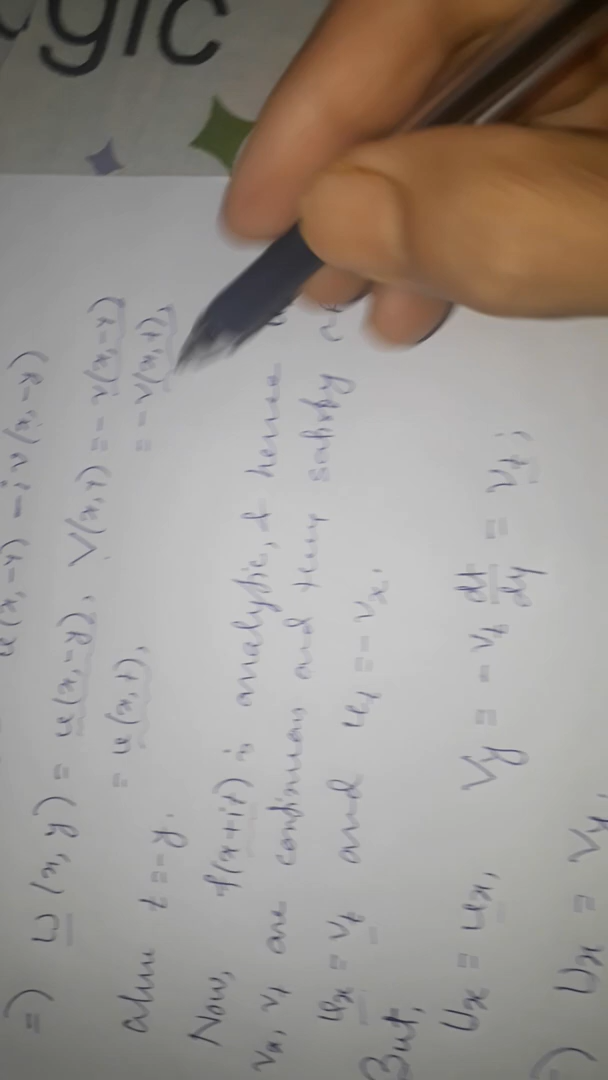 gic
u(x,-y) - iv(x,-y)
=) U(x,y) = u(x,-y), V(x,y) = -v(x,-y)
= u(x,t), = -v(x,t),
where t = -y.
Now, f(x+it) is analytic, & hence
vx, vt are continuous and they satisfy
ux = vt and ut = -vx.
But,
Ux = ux, Vy = -vt dt/dy = vt,
=) Ux = Vy,